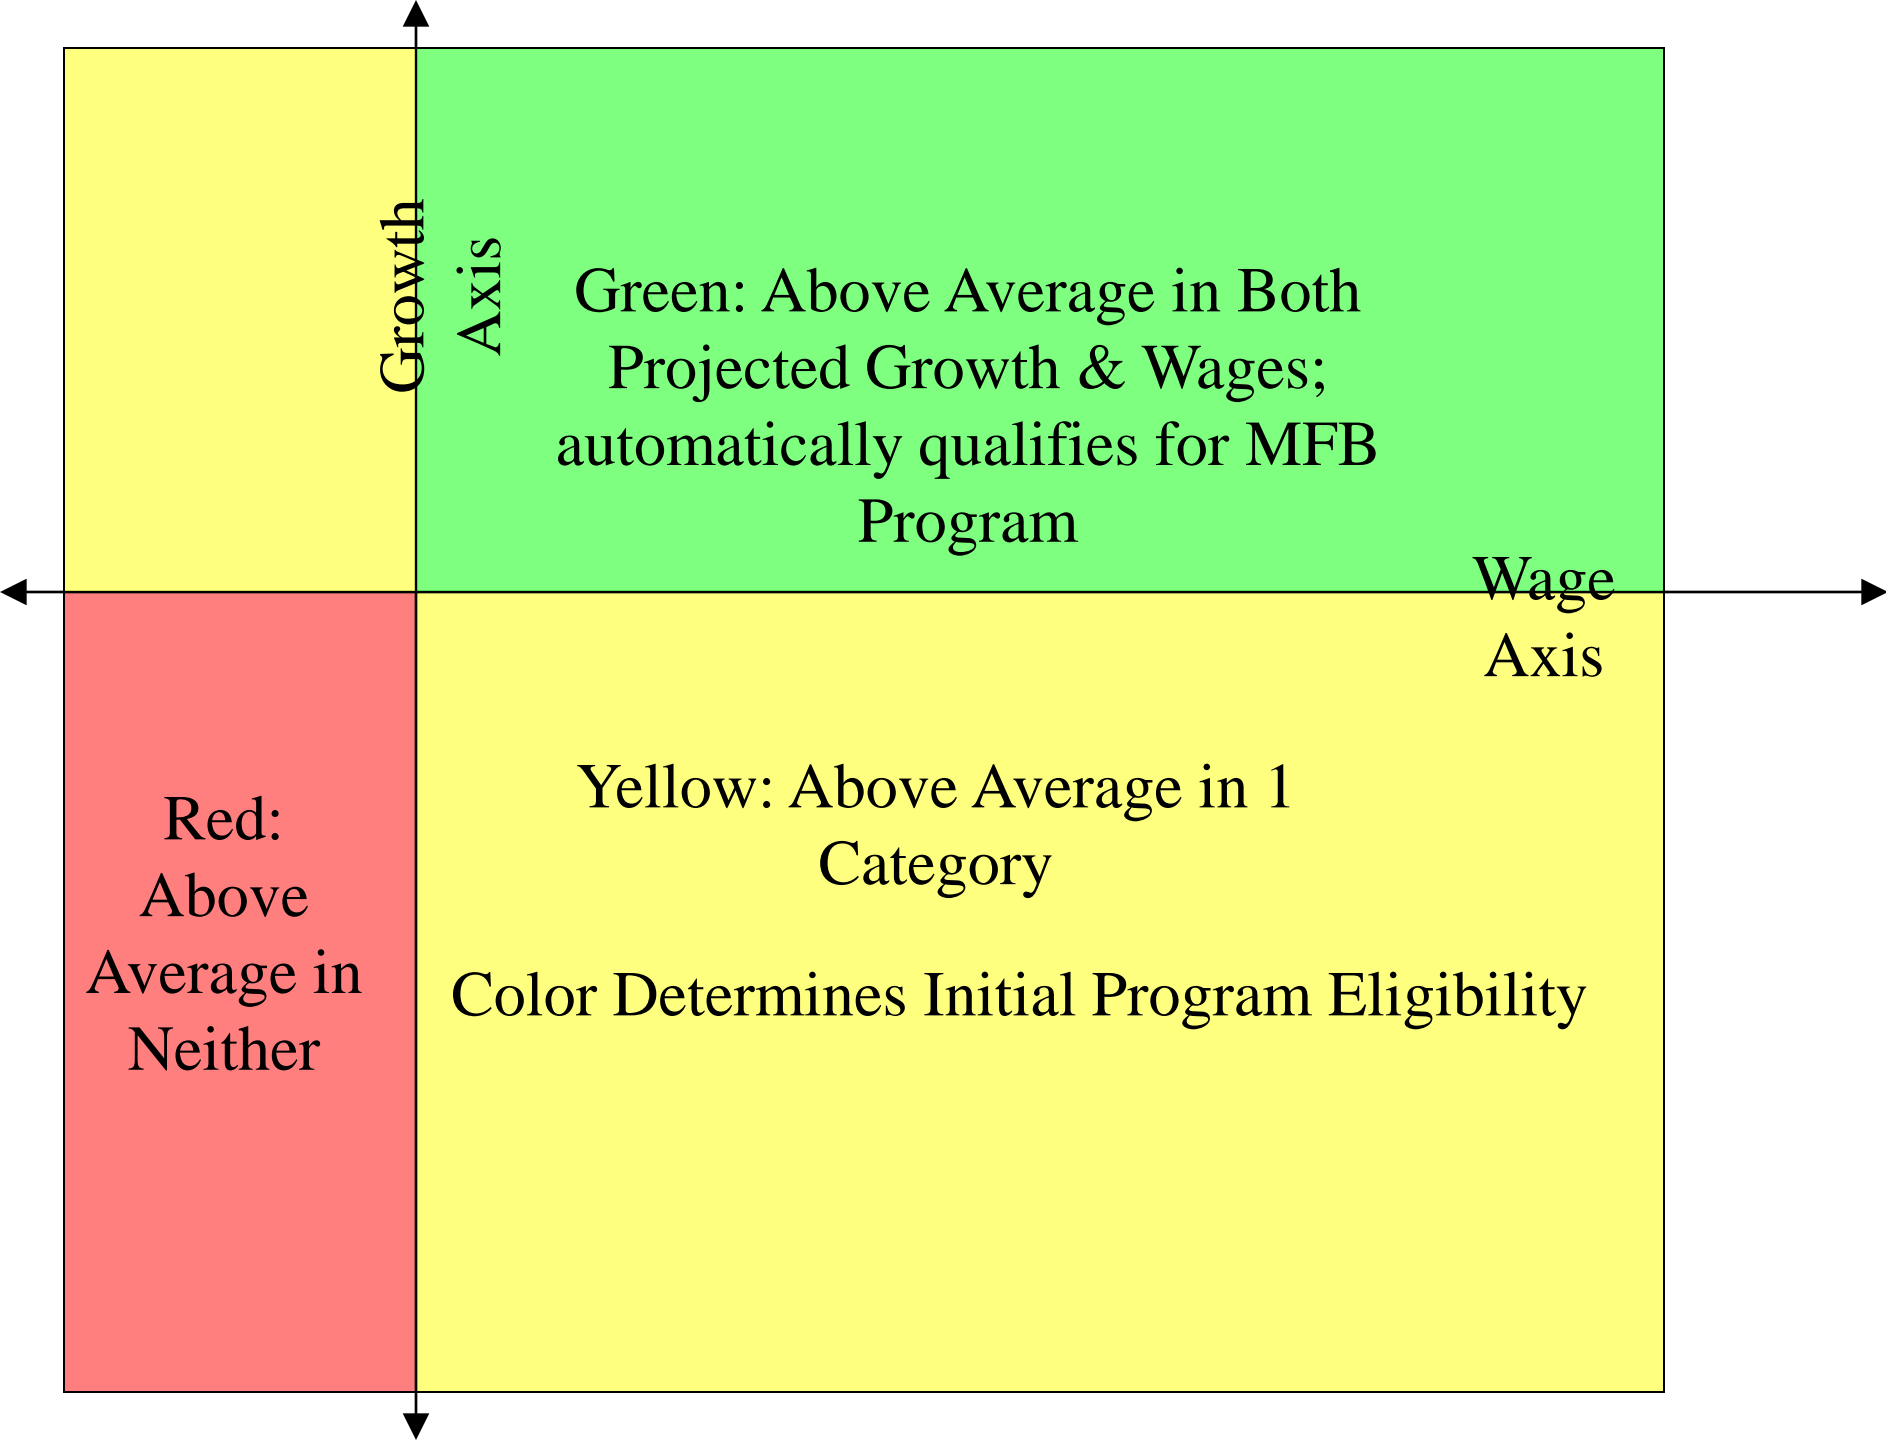 Growth
Axis
Green: Above Average in Both
Projected Growth & Wages;
automatically qualifies for MFB
Program
Wage
Axis
Yellow: Above Average in 1
Category
Red:
Above
Average in
Neither
Color Determines Initial Program Eligibility